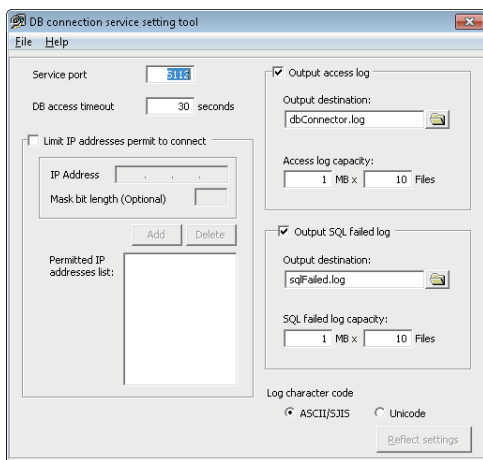 DB connection service setting tool
File Help
Service port 5112
DB access timeout 30 seconds
Limit IP addresses permit to connect
IP Address . . .
Mask bit length (Optional)
Add Delete
Permitted IP
addresses list:
Output access log
Output destination:
dbConnector.log
Access log capacity:
1 MB x 10 Files
Output SQL failed log
Output destination:
sqlFailed.log
SQL failed log capacity:
1 MB x 10 Files
Log character code
ASCII/SJIS Unicode
Reflect settings